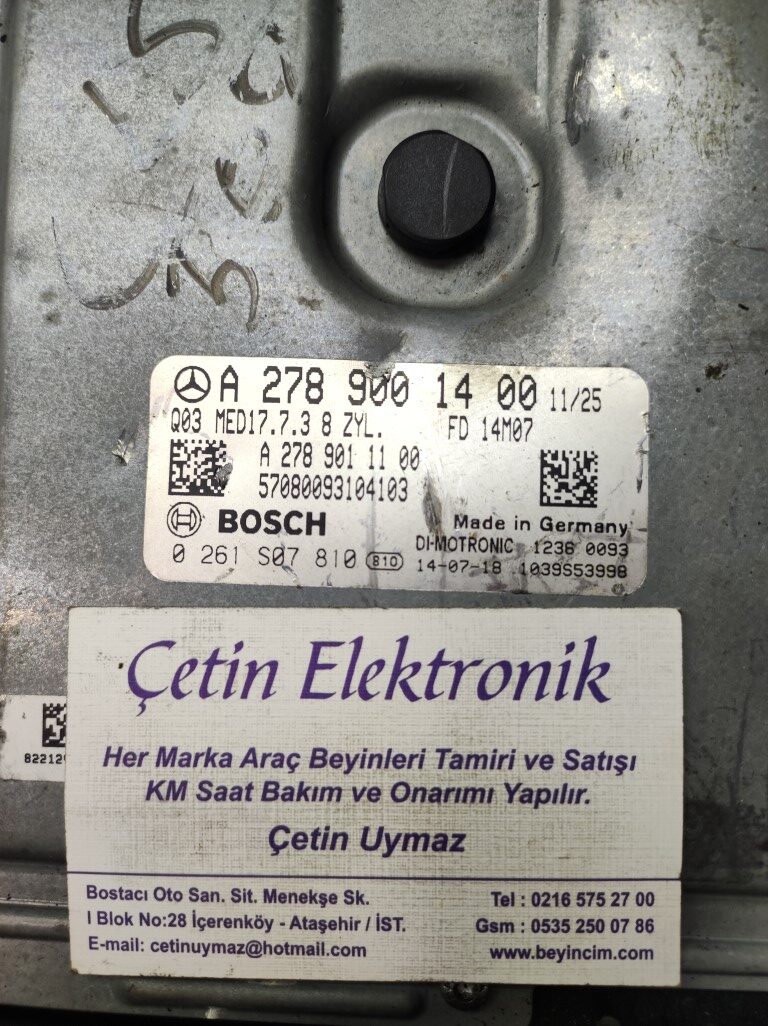 A 278 900 14 00 11/25
Q03 MED17.7.3 8 ZYL. FD 14M07
A 278 901 11 00
57080093104103
BOSCH Made in Germany
DI-MOTRONIC 1236 0093
0 261 S07 810 810 14-07-18 1039S53998
Çetin Elektronik
Her Marka Araç Beyinleri Tamiri ve Satışı
KM Saat Bakım ve Onarımı Yapılır.
Çetin Uymaz
Bostacı Oto San. Sit. Menekşe Sk.
I Blok No:28 İçerenköy - Ataşehir / İST.
E-mail: cetinuymaz@hotmail.com
Tel : 0216 575 27 00
Gsm : 0535 250 07 86
www.beyincim.com